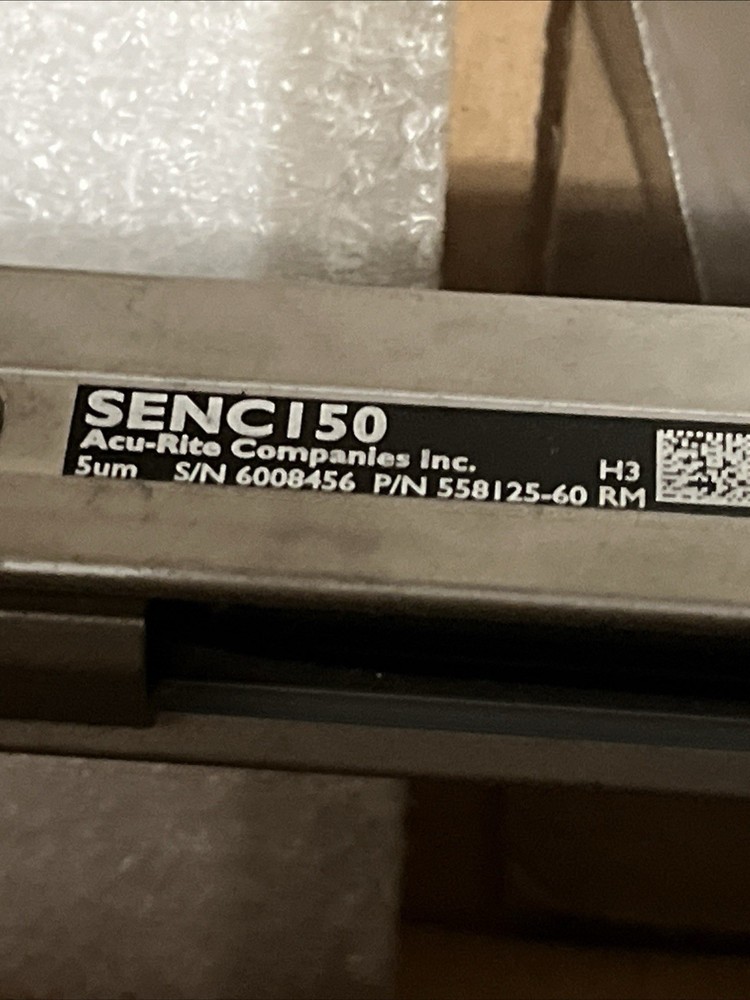 SENC150
Acu-Rite Companies Inc. H3
5um S/N 6008456 P/N 558125-60 RM